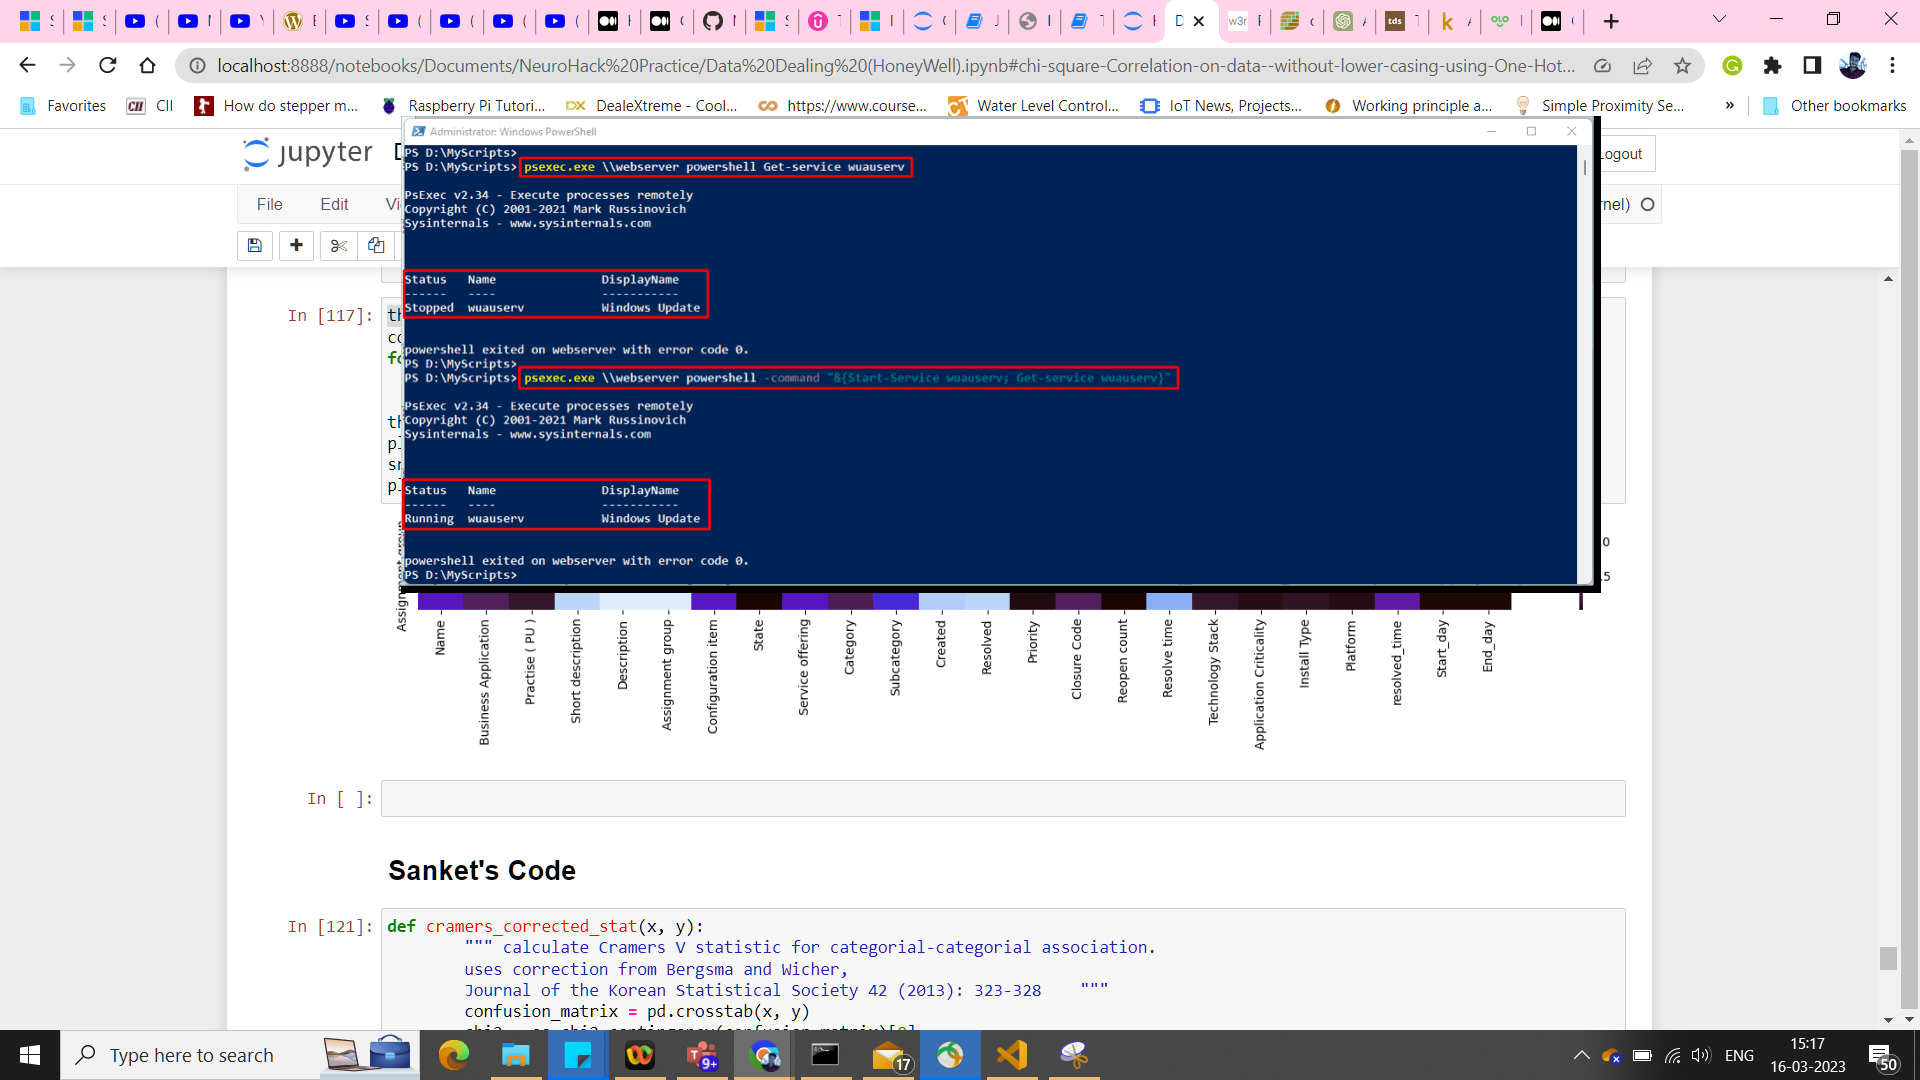 localhost:8888/notebooks/Documents/NeuroHack%20Practice/Data%20Dealing%20(HoneyWell).ipynb#chi-square-Correlation-on-data--without-lower-casing-using-One-Hot...
Favorites CII How do stepper m... Raspberry Pi Tutori... DealeXtreme - Cool... https://www.course... Water Level Control... IoT News, Projects... Working principle a... Simple Proximity Se... » Other bookmarks
jupyter
Logout
Administrator: Windows PowerShell
File Edit
PS D:\MyScripts>
PS D:\MyScripts> psexec.exe \\webserver powershell Get-service wuauserv
PsExec v2.34 - Execute processes remotely
Copyright (C) 2001-2021 Mark Russinovich
Sysinternals - www.sysinternals.com
Status Name DisplayName
------ ---- -----------
Stopped wuauserv Windows Update
powershell exited on webserver with error code 0.
PS D:\MyScripts>
PS D:\MyScripts> psexec.exe \\webserver powershell -command "&{Start-Service wuauserv; Get-service wuauserv}"
PsExec v2.34 - Execute processes remotely
Copyright (C) 2001-2021 Mark Russinovich
Sysinternals - www.sysinternals.com
Status Name DisplayName
------ ---- -----------
Running wuauserv Windows Update
powershell exited on webserver with error code 0.
PS D:\MyScripts>
In [117]:
Assignment group
Name
Business Application
Practise ( PU )
Short description
Description
Assignment group
Configuration item
State
Service offering
Category
Subcategory
Created
Resolved
Priority
Closure Code
Reopen count
Resolve time
Technology Stack
Application Criticality
Install Type
Platform
resolved_time
Start_day
End_day
In [ ]:
Sanket's Code
In [121]: def cramers_corrected_stat(x, y):
""" calculate Cramers V statistic for categorial-categorial association.
uses correction from Bergsma and Wicher,
Journal of the Korean Statistical Society 42 (2013): 323-328 """
confusion_matrix = pd.crosstab(x, y)
Type here to search
9+
17
ENG
15:17
16-03-2023
50